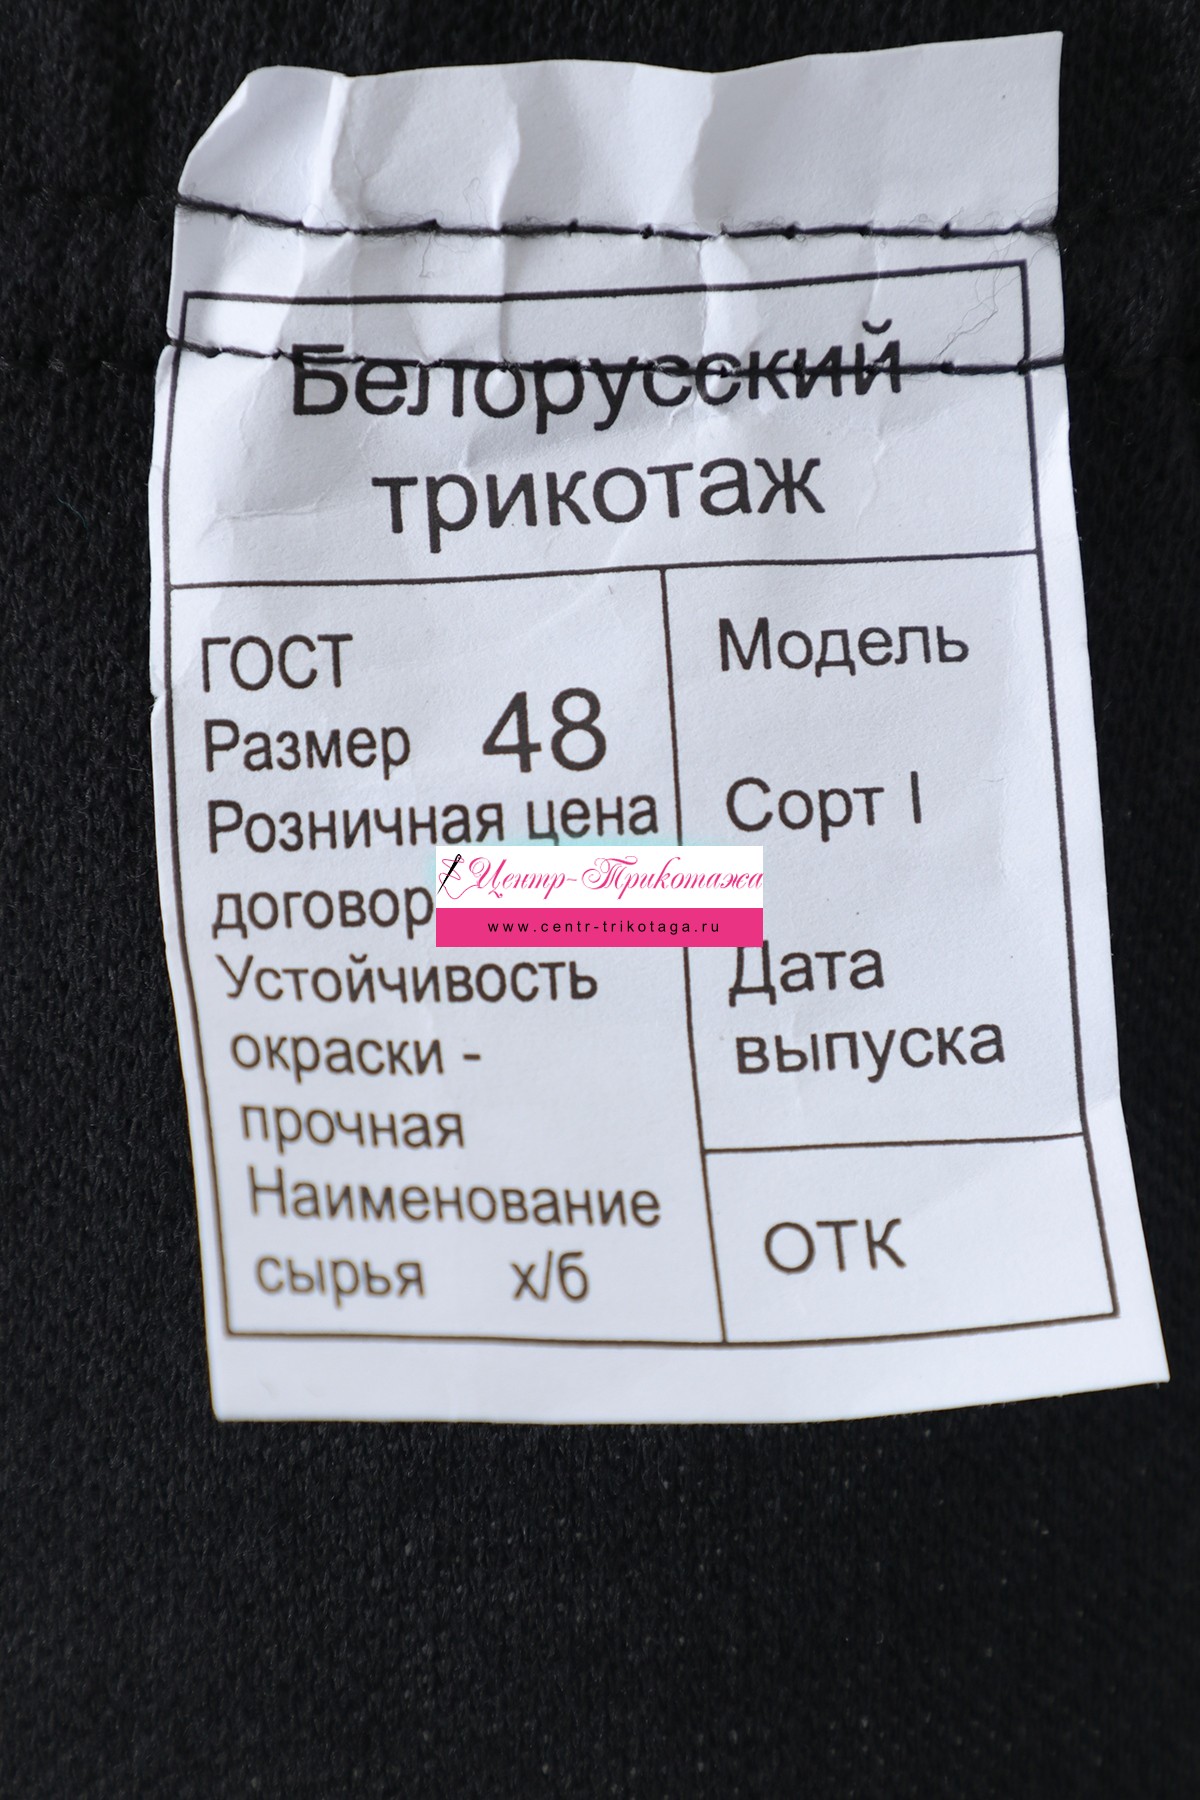 Белорусский
трикотаж
ГОСТ
Размер 48
Розничная цена
договор
Устойчивость
окраски -
прочная
Наименование
сырья х/б
Модель
Сорт I
Дата
выпуска
ОТК
Центр-Трикотажа
www.centr-trikotaga.ru